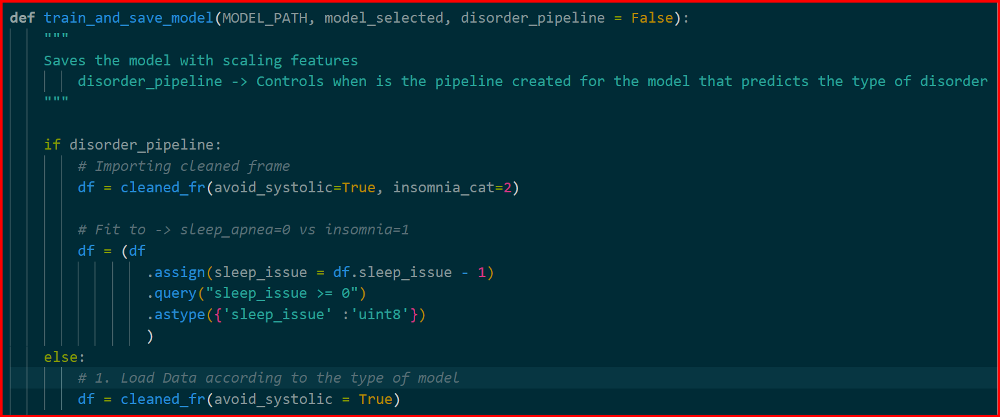 def train_and_save_model(MODEL_PATH, model_selected, disorder_pipeline = False):
"""
Saves the model with scaling features
disorder_pipeline -> Controls when is the pipeline created for the model that predicts the type of disorder
"""
if disorder_pipeline:
# Importing cleaned frame
df = cleaned_fr(avoid_systolic=True, insomnia_cat=2)
# Fit to -> sleep_apnea=0 vs insomnia=1
df = (df
.assign(sleep_issue = df.sleep_issue - 1)
.query("sleep_issue >= 0")
.astype({'sleep_issue' :'uint8'})
)
else:
# 1. Load Data according to the type of model
df = cleaned_fr(avoid_systolic = True)